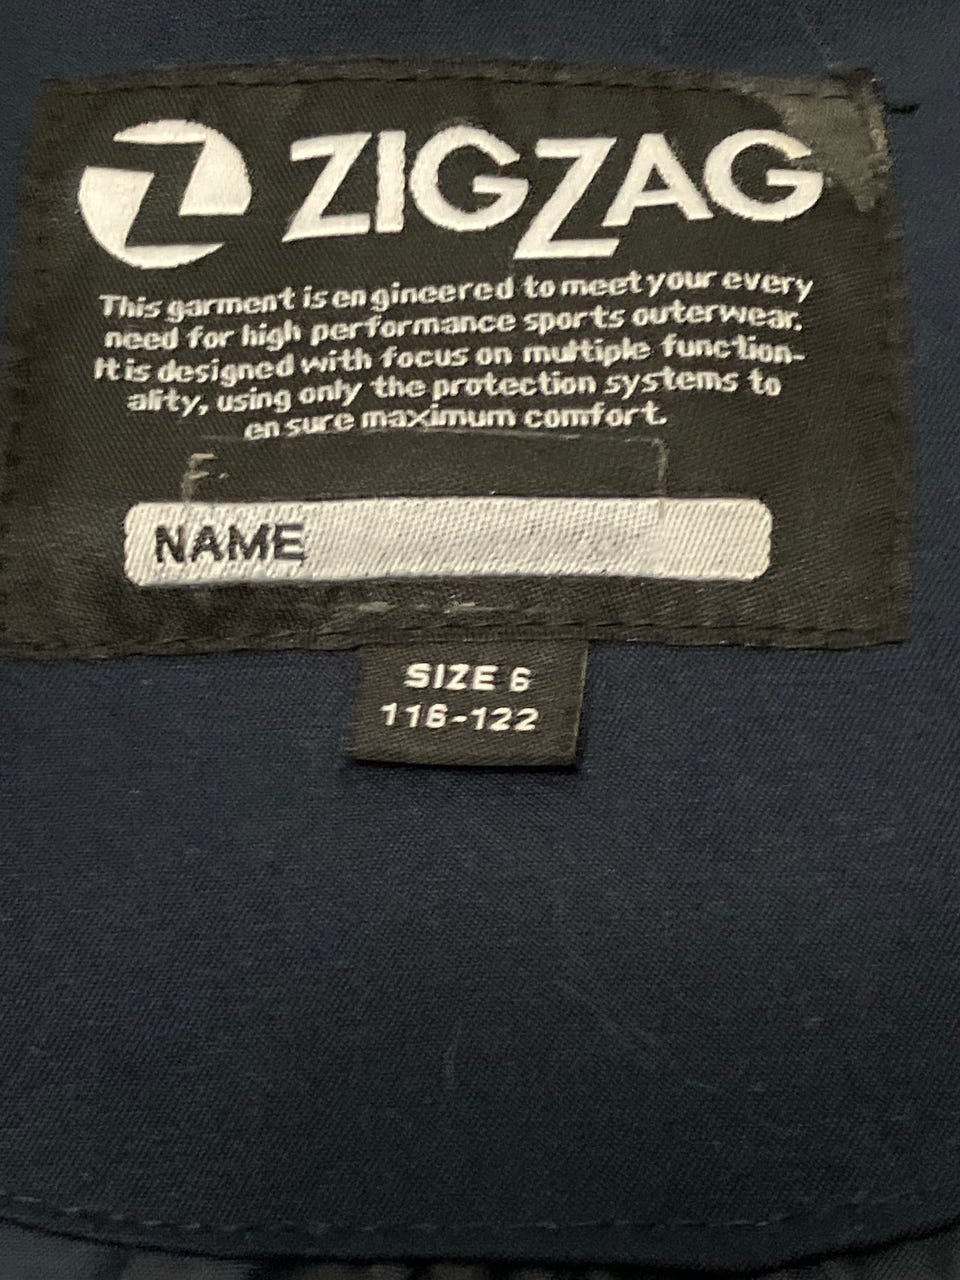 ZIGZAG
This garment is engineered to meet your every
need for high performance sports outerwear.
It is designed with focus on multiple function-
ality, using only the protection systems to
ensure maximum comfort.
NAME
SIZE 6
116-122